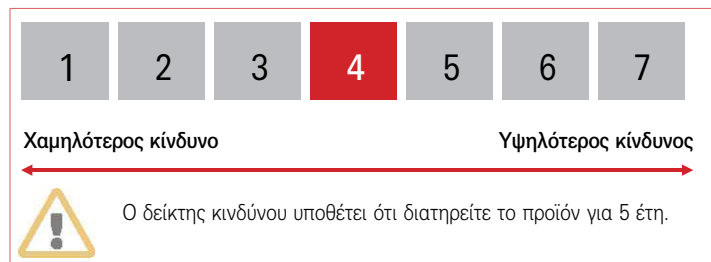 1 2 3 4 5 6 7
Χαμηλότερος κίνδυνο Υψηλότερος κίνδυνος
Ο δείκτης κινδύνου υποθέτει ότι διατηρείτε το προϊόν για 5 έτη.